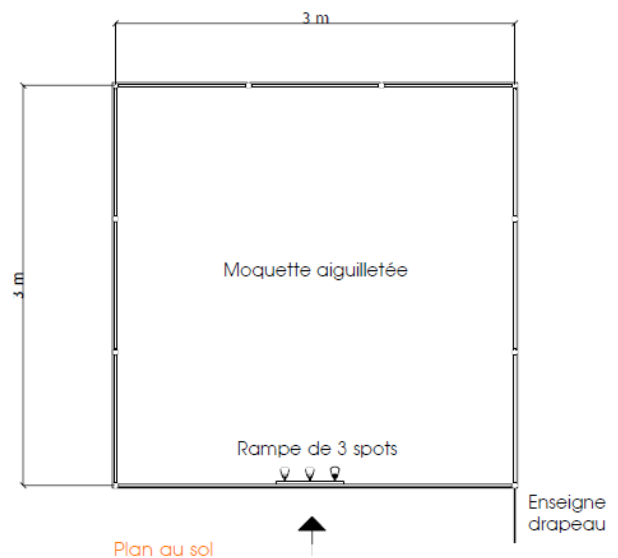 3 m
3 m
Moquette aiguilletée
Rampe de 3 spots
Enseigne
drapeau
Plan au sol